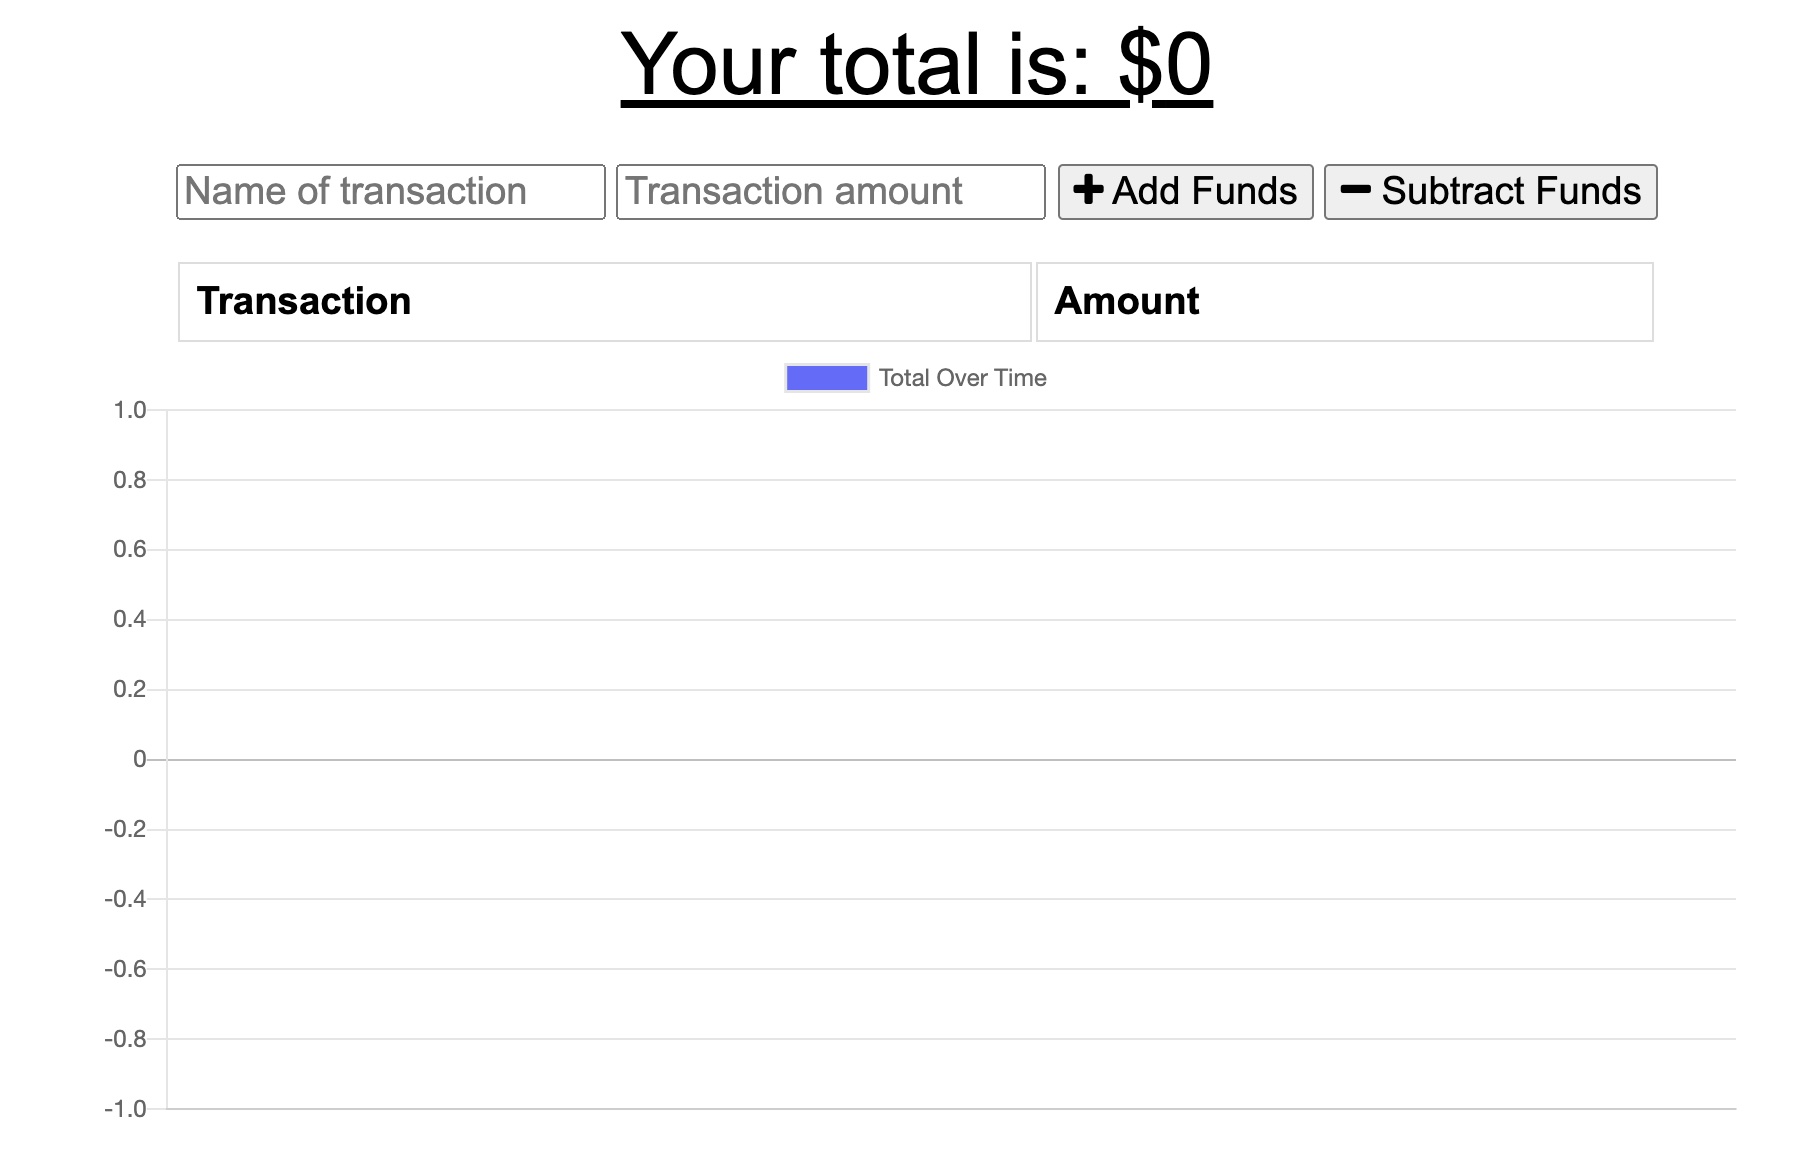 Your total is: $0
Name of transaction Transaction amount + Add Funds − Subtract Funds
Transaction Amount
Total Over Time
1.0
0.8
0.6
0.4
0.2
0
-0.2
-0.4
-0.6
-0.8
-1.0